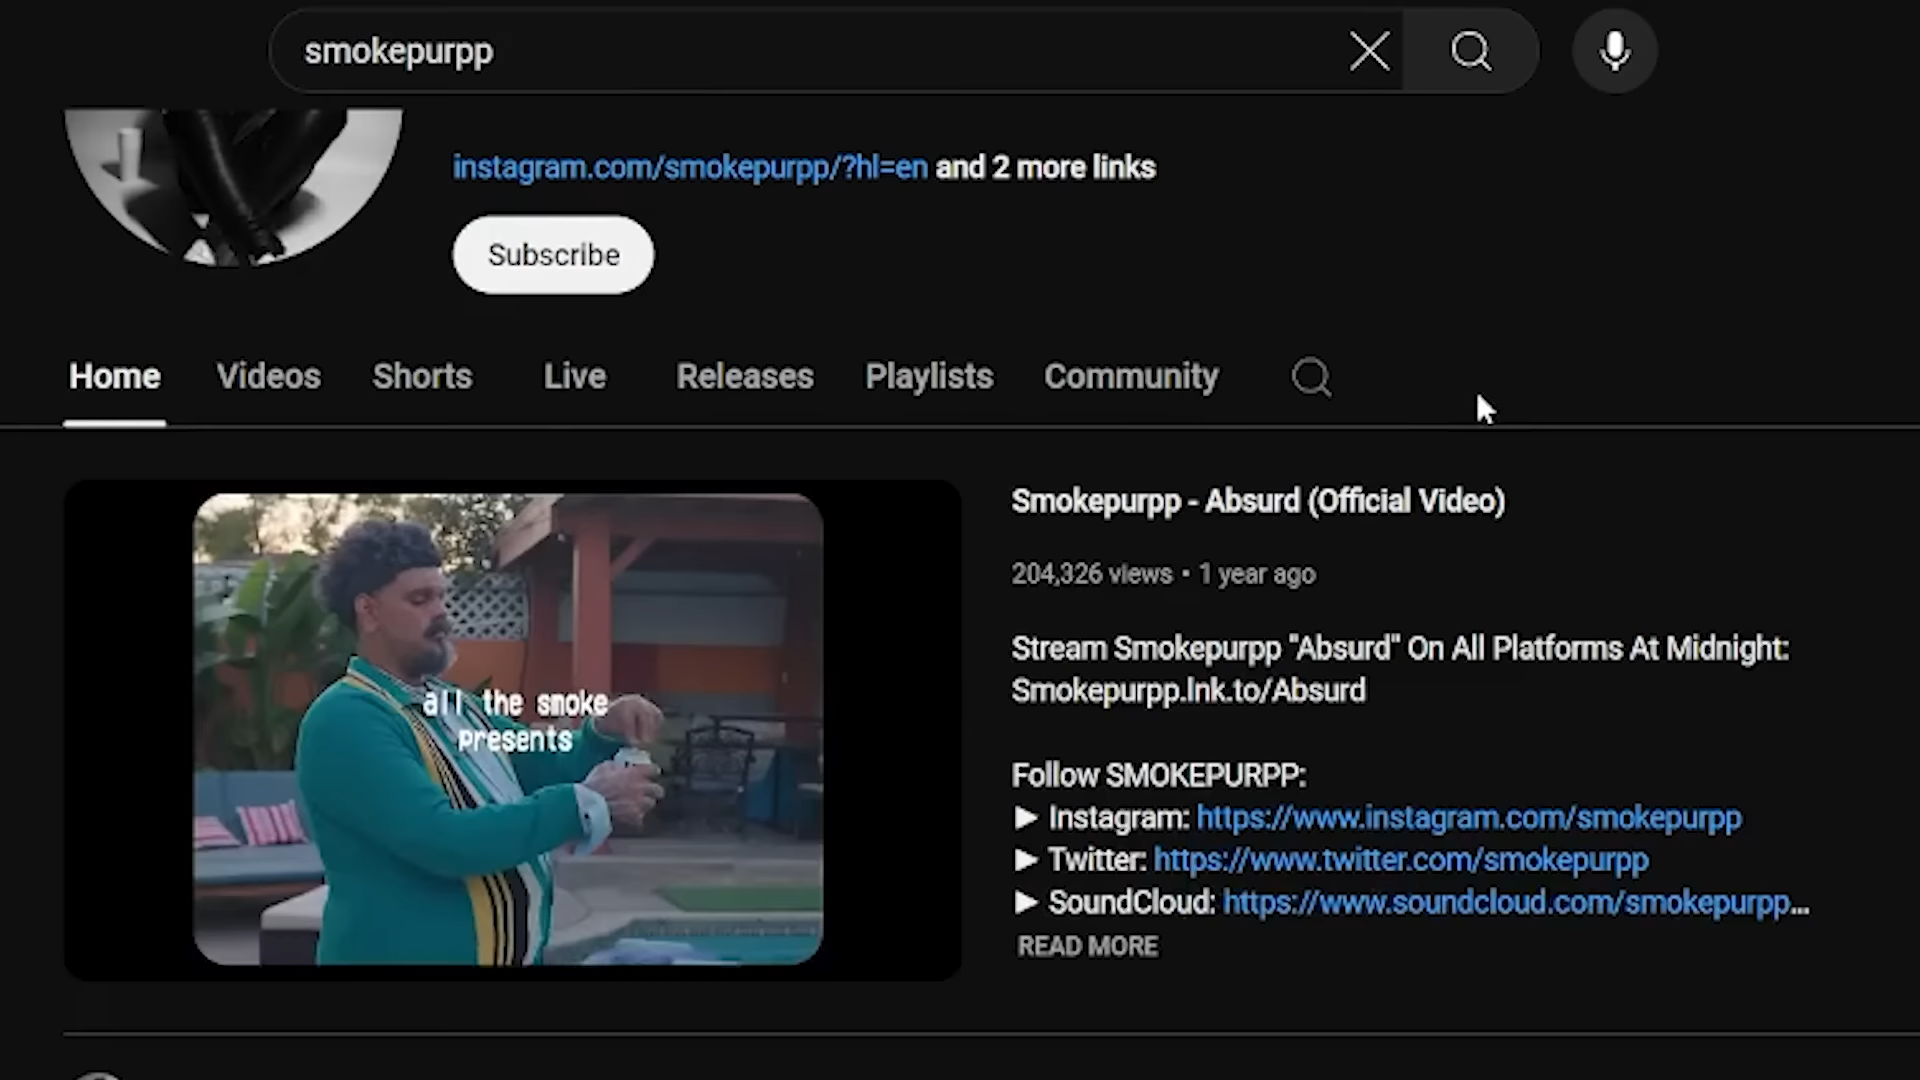 smokepurpp
instagram.com/smokepurpp/?hl=en and 2 more links
Subscribe
Home Videos Shorts Live Releases Playlists Community
all the smoke
presents
Smokepurpp - Absurd (Official Video)
204,326 views • 1 year ago
Stream Smokepurpp "Absurd" On All Platforms At Midnight:
Smokepurpp.lnk.to/Absurd
Follow SMOKEPURPP:
► Instagram: https://www.instagram.com/smokepurpp
► Twitter: https://www.twitter.com/smokepurpp
► SoundCloud: https://www.soundcloud.com/smokepurpp...
READ MORE